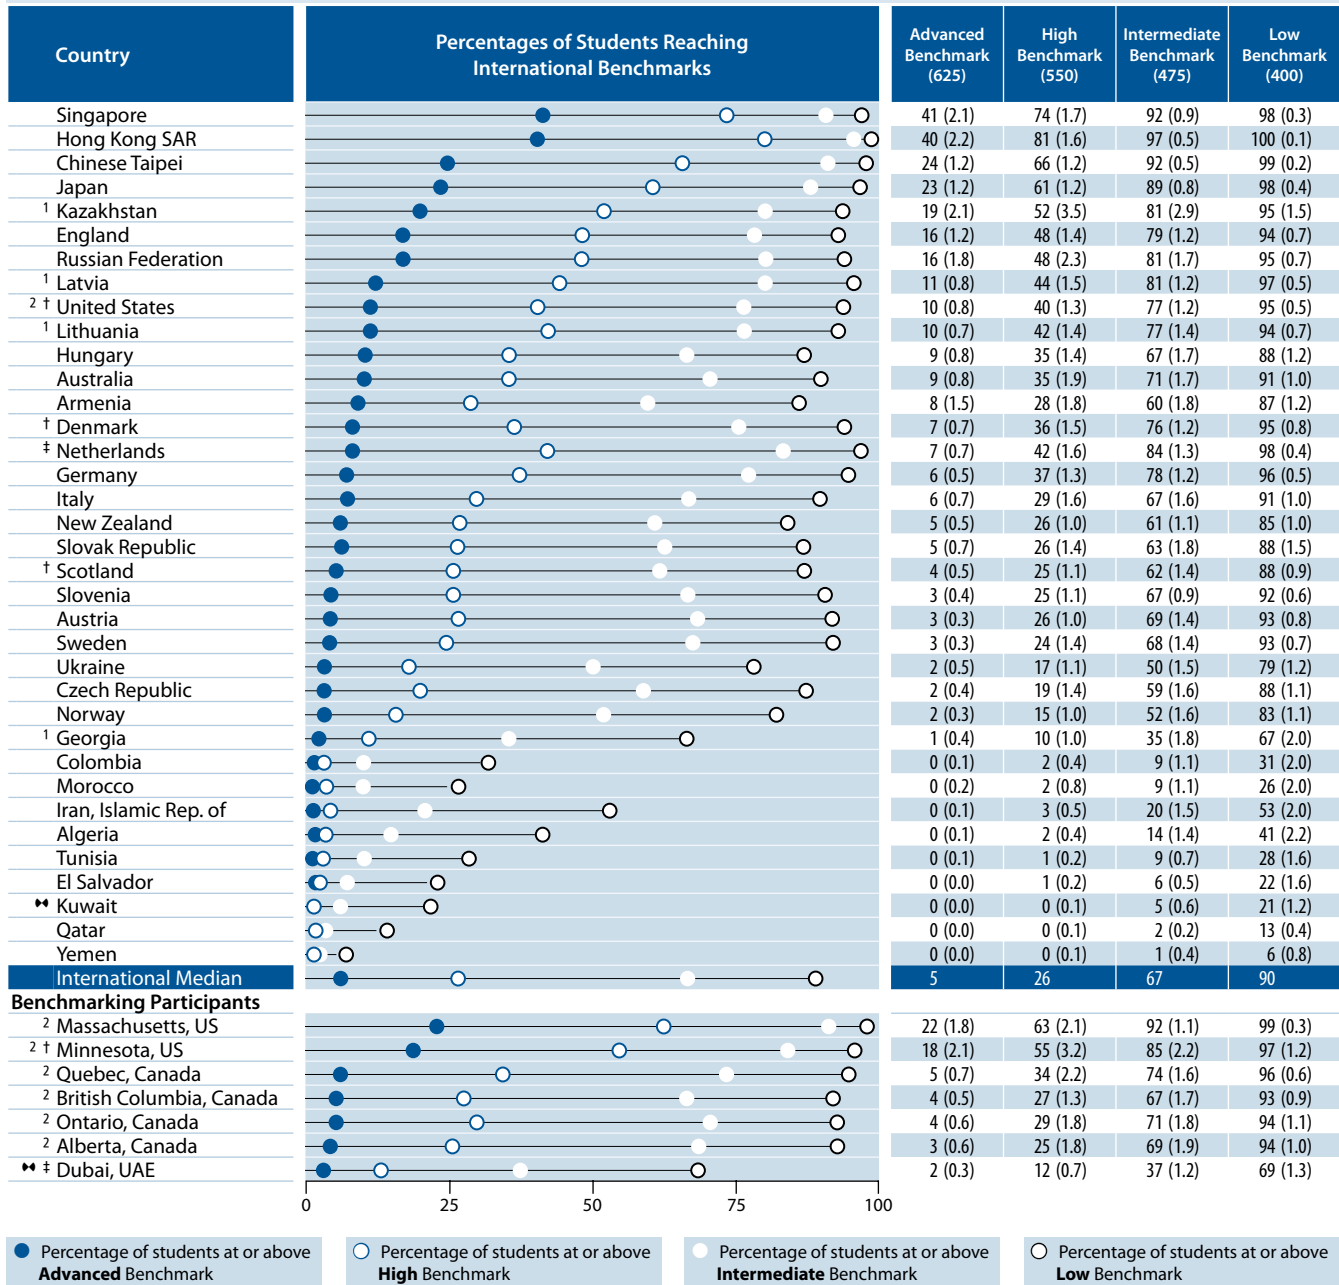 Country Percentages of Students Reaching International Benchmarks Advanced Benchmark (625) High Benchmark (550) Intermediate Benchmark (475) Low Benchmark (400)
Singapore 41 (2.1) 74 (1.7) 92 (0.9) 98 (0.3)
Hong Kong SAR 40 (2.2) 81 (1.6) 97 (0.5) 100 (0.1)
Chinese Taipei 24 (1.2) 66 (1.2) 92 (0.5) 99 (0.2)
Japan 23 (1.2) 61 (1.2) 89 (0.8) 98 (0.4)
1 Kazakhstan 19 (2.1) 52 (3.5) 81 (2.9) 95 (1.5)
England 16 (1.2) 48 (1.4) 79 (1.2) 94 (0.7)
Russian Federation 16 (1.8) 48 (2.3) 81 (1.7) 95 (0.7)
1 Latvia 11 (0.8) 44 (1.5) 81 (1.2) 97 (0.5)
2 † United States 10 (0.8) 40 (1.3) 77 (1.2) 95 (0.5)
1 Lithuania 10 (0.7) 42 (1.4) 77 (1.4) 94 (0.7)
Hungary 9 (0.8) 35 (1.4) 67 (1.7) 88 (1.2)
Australia 9 (0.8) 35 (1.9) 71 (1.7) 91 (1.0)
Armenia 8 (1.5) 28 (1.8) 60 (1.8) 87 (1.2)
† Denmark 7 (0.7) 36 (1.5) 76 (1.2) 95 (0.8)
‡ Netherlands 7 (0.7) 42 (1.6) 84 (1.3) 98 (0.4)
Germany 6 (0.5) 37 (1.3) 78 (1.2) 96 (0.5)
Italy 6 (0.7) 29 (1.6) 67 (1.6) 91 (1.0)
New Zealand 5 (0.5) 26 (1.0) 61 (1.1) 85 (1.0)
Slovak Republic 5 (0.7) 26 (1.4) 63 (1.8) 88 (1.5)
† Scotland 4 (0.5) 25 (1.1) 62 (1.4) 88 (0.9)
Slovenia 3 (0.4) 25 (1.1) 67 (0.9) 92 (0.6)
Austria 3 (0.3) 26 (1.0) 69 (1.4) 93 (0.8)
Sweden 3 (0.3) 24 (1.4) 68 (1.4) 93 (0.7)
Ukraine 2 (0.5) 17 (1.1) 50 (1.5) 79 (1.2)
Czech Republic 2 (0.4) 19 (1.4) 59 (1.6) 88 (1.1)
Norway 2 (0.3) 15 (1.0) 52 (1.6) 83 (1.1)
1 Georgia 1 (0.4) 10 (1.0) 35 (1.8) 67 (2.0)
Colombia 0 (0.1) 2 (0.4) 9 (1.1) 31 (2.0)
Morocco 0 (0.2) 2 (0.8) 9 (1.1) 26 (2.0)
Iran, Islamic Rep. of 0 (0.1) 3 (0.5) 20 (1.5) 53 (2.0)
Algeria 0 (0.1) 2 (0.4) 14 (1.4) 41 (2.2)
Tunisia 0 (0.1) 1 (0.2) 9 (0.7) 28 (1.6)
El Salvador 0 (0.0) 1 (0.2) 6 (0.5) 22 (1.6)
Kuwait 0 (0.0) 0 (0.1) 5 (0.6) 21 (1.2)
Qatar 0 (0.0) 0 (0.1) 2 (0.2) 13 (0.4)
Yemen 0 (0.0) 0 (0.1) 1 (0.4) 6 (0.8)
International Median 5 26 67 90
Benchmarking Participants
2 Massachusetts, US 22 (1.8) 63 (2.1) 92 (1.1) 99 (0.3)
2 † Minnesota, US 18 (2.1) 55 (3.2) 85 (2.2) 97 (1.2)
2 Quebec, Canada 5 (0.7) 34 (2.2) 74 (1.6) 96 (0.6)
2 British Columbia, Canada 4 (0.5) 27 (1.3) 67 (1.7) 93 (0.9)
2 Ontario, Canada 4 (0.6) 29 (1.8) 71 (1.8) 94 (1.1)
2 Alberta, Canada 3 (0.6) 25 (1.8) 69 (1.9) 94 (1.0)
‡ Dubai, UAE 2 (0.3) 12 (0.7) 37 (1.2) 69 (1.3)
0 25 50 75 100
Percentage of students at or above Advanced Benchmark
Percentage of students at or above High Benchmark
Percentage of students at or above Intermediate Benchmark
Percentage of students at or above Low Benchmark